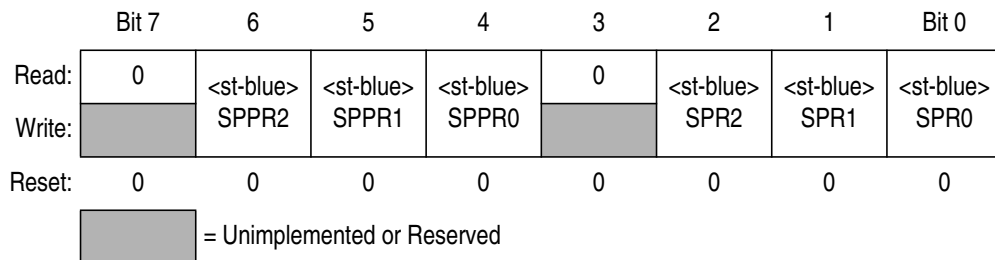 Bit 7 6 5 4 3 2 1 Bit 0
Read: 0 <st-blue> SPPR2 <st-blue> SPPR1 <st-blue> SPPR0 0 <st-blue> SPR2 <st-blue> SPR1 <st-blue> SPR0
Write:
Reset: 0 0 0 0 0 0 0 0
= Unimplemented or Reserved